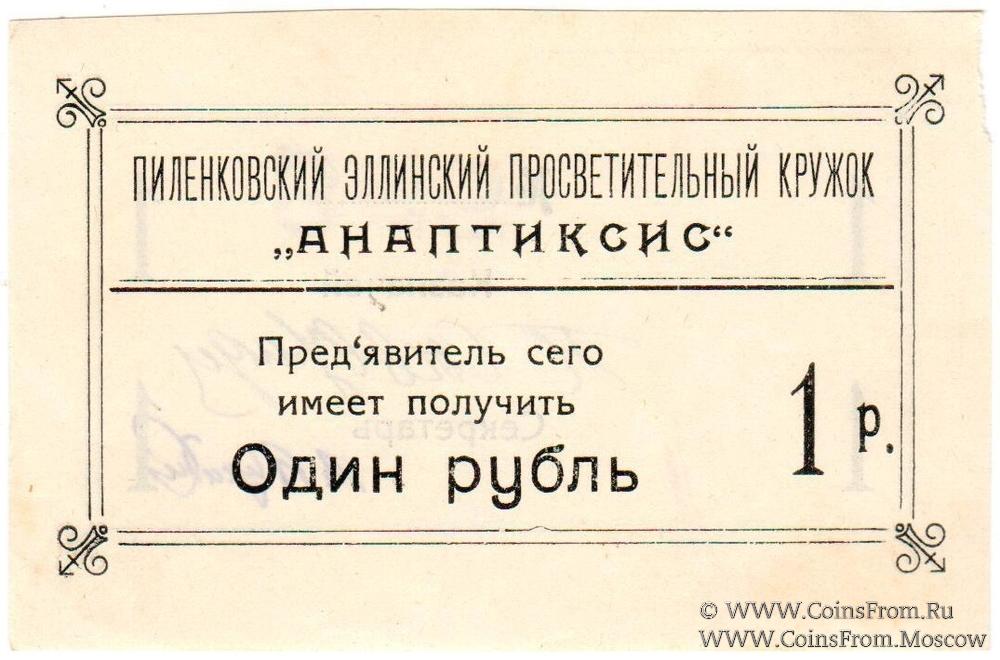 ПИЛЕНКОВСКИЙ ЭЛЛИНСКИЙ ПРОСВЕТИТЕЛЬНЫЙ КРУЖОК
„АНАПТИКСИС“
Пред‘явитель сего
имеет получить
Один рубль
1 р.
Секретарь
© WWW.CoinsFrom.Ru
WWW.CoinsFrom.Moscow